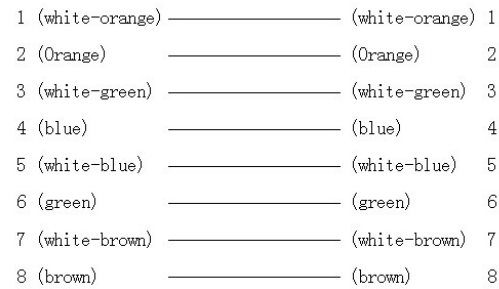 1 (white-orange) (white-orange) 1
2 (Orange) (Orange) 2
3 (white-green) (white-green) 3
4 (blue) (blue) 4
5 (white-blue) (white-blue) 5
6 (green) (green) 6
7 (white-brown) (white-brown) 7
8 (brown) (brown) 8